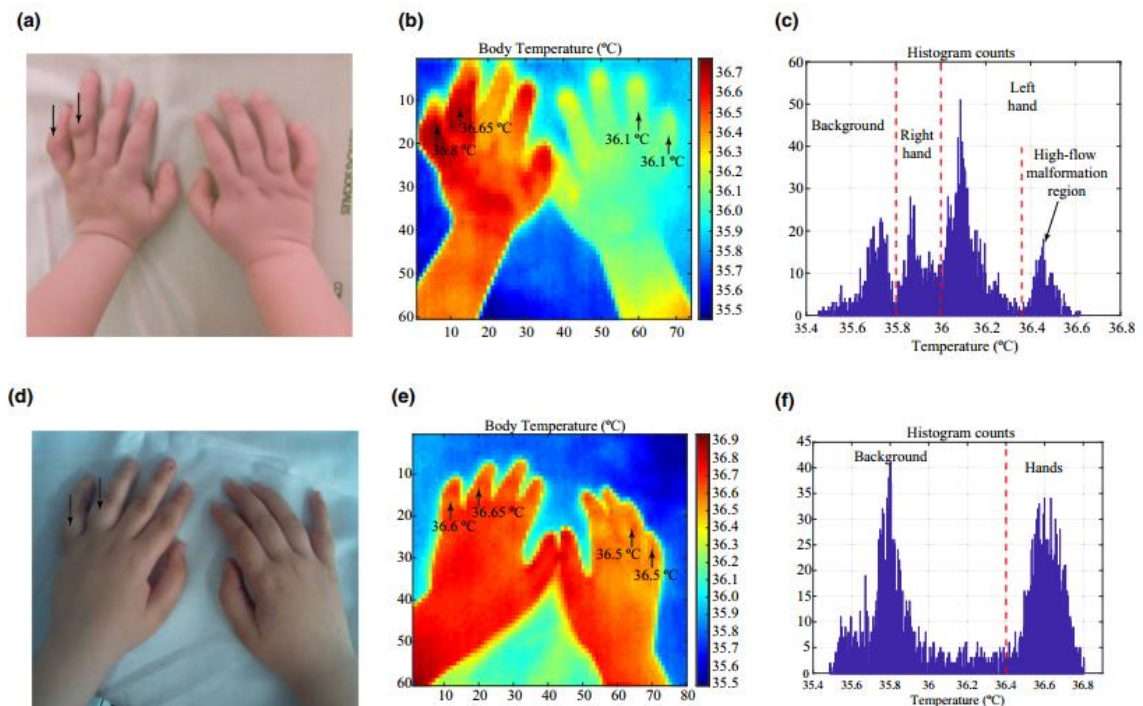 (a)
(b)
Body Temperature (ºC)
10
20
30
40
50
60
10 20 30 40 50 60 70
36.8 ºC
36.65 ºC
36.1 ºC
36.1 ºC
36.7
36.6
36.5
36.4
36.3
36.2
36.1
36.0
35.9
35.8
35.7
35.6
35.5
(c)
Histogram counts
60
50
40
30
20
10
0
Background
Right
hand
Left
hand
High-flow
malformation
region
35.4 35.6 35.8 36 36.2 36.4 36.6 36.8
Temperature (ºC)
(d)
(e)
Body Temperature (ºC)
10
20
30
40
50
60
10 20 30 40 50 60 70 80
36.6 ºC
36.65 ºC
36.5 ºC
36.5 ºC
36.9
36.8
36.7
36.6
36.5
36.4
36.3
36.2
36.1
36.0
35.9
35.8
35.7
35.6
35.5
(f)
Histogram counts
45
40
35
30
25
20
15
10
5
0
Background
Hands
35.4 35.6 35.8 36 36.2 36.4 36.6 36.8
Temperature (ºC)